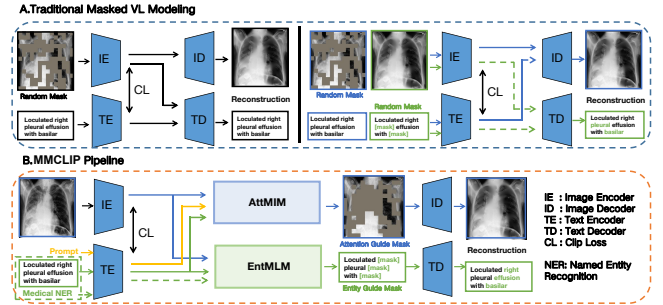 A.Traditional Masked VL Modeling
IE
ID
Random Mask
CL
Reconstruction
Loculated right
pleural effusion
with basilar
TE
TD
Loculated right
pleural effusion
with basilar
IE
ID
Random Mask
Random Mask
CL
Reconstruction
Loculated right
pleural effusion
with basilar
Loculated right
[mask] effusion
with [mask]
TE
TD
Loculated right
pleural effusion
with basilar
B.MMCLIP Pipeline
IE
AttMIM
ID
CL
Attention Guide Mask
Reconstruction
Prompt
Loculated right
pleural effusion
with basilar
Medical NER
TE
EntMLM
Loculated [mask]
pleural [mask]
with [mask]
Entity Guide Mask
TD
Loculated right
pleural effusion
with basilar
IE : Image Encoder
ID : Image Decoder
TE : Text Encoder
TD : Text Decoder
CL : Clip Loss
NER: Named Entity
Recognition